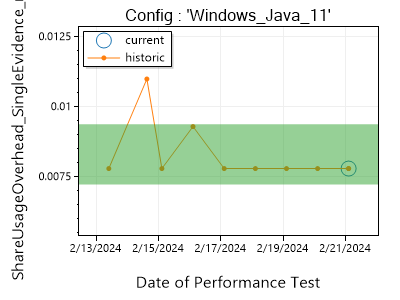 Config : 'Windows_Java_11'
ShareUsageOverhead_SingleEvidence_
0.0125
0.01
0.0075
current
historic
2/13/2024
2/15/2024
2/17/2024
2/19/2024
2/21/2024
Date of Performance Test